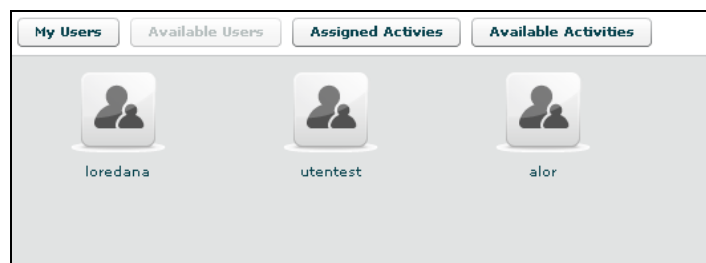 My Users Available Users Assigned Activies Available Activities
loredana utentest alor